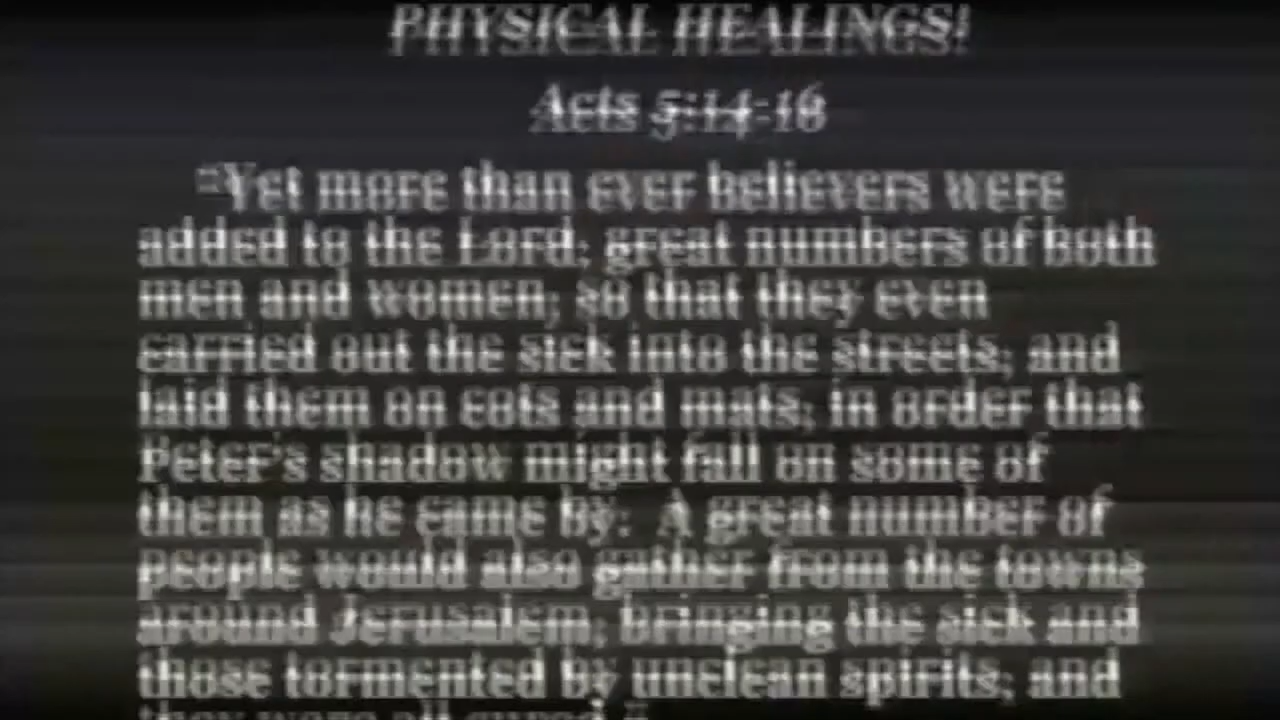 PHYSICAL HEALINGS!
Acts 5:14-16
"Yet more than ever believers were
added to the Lord, great numbers of both
men and women, so that they even
carried out the sick into the streets, and
laid them on cots and mats, in order that
Peter's shadow might fall on some of
them as he came by. A great number of
people would also gather from the towns
around Jerusalem, bringing the sick and
those tormented by unclean spirits, and
they were all cured."